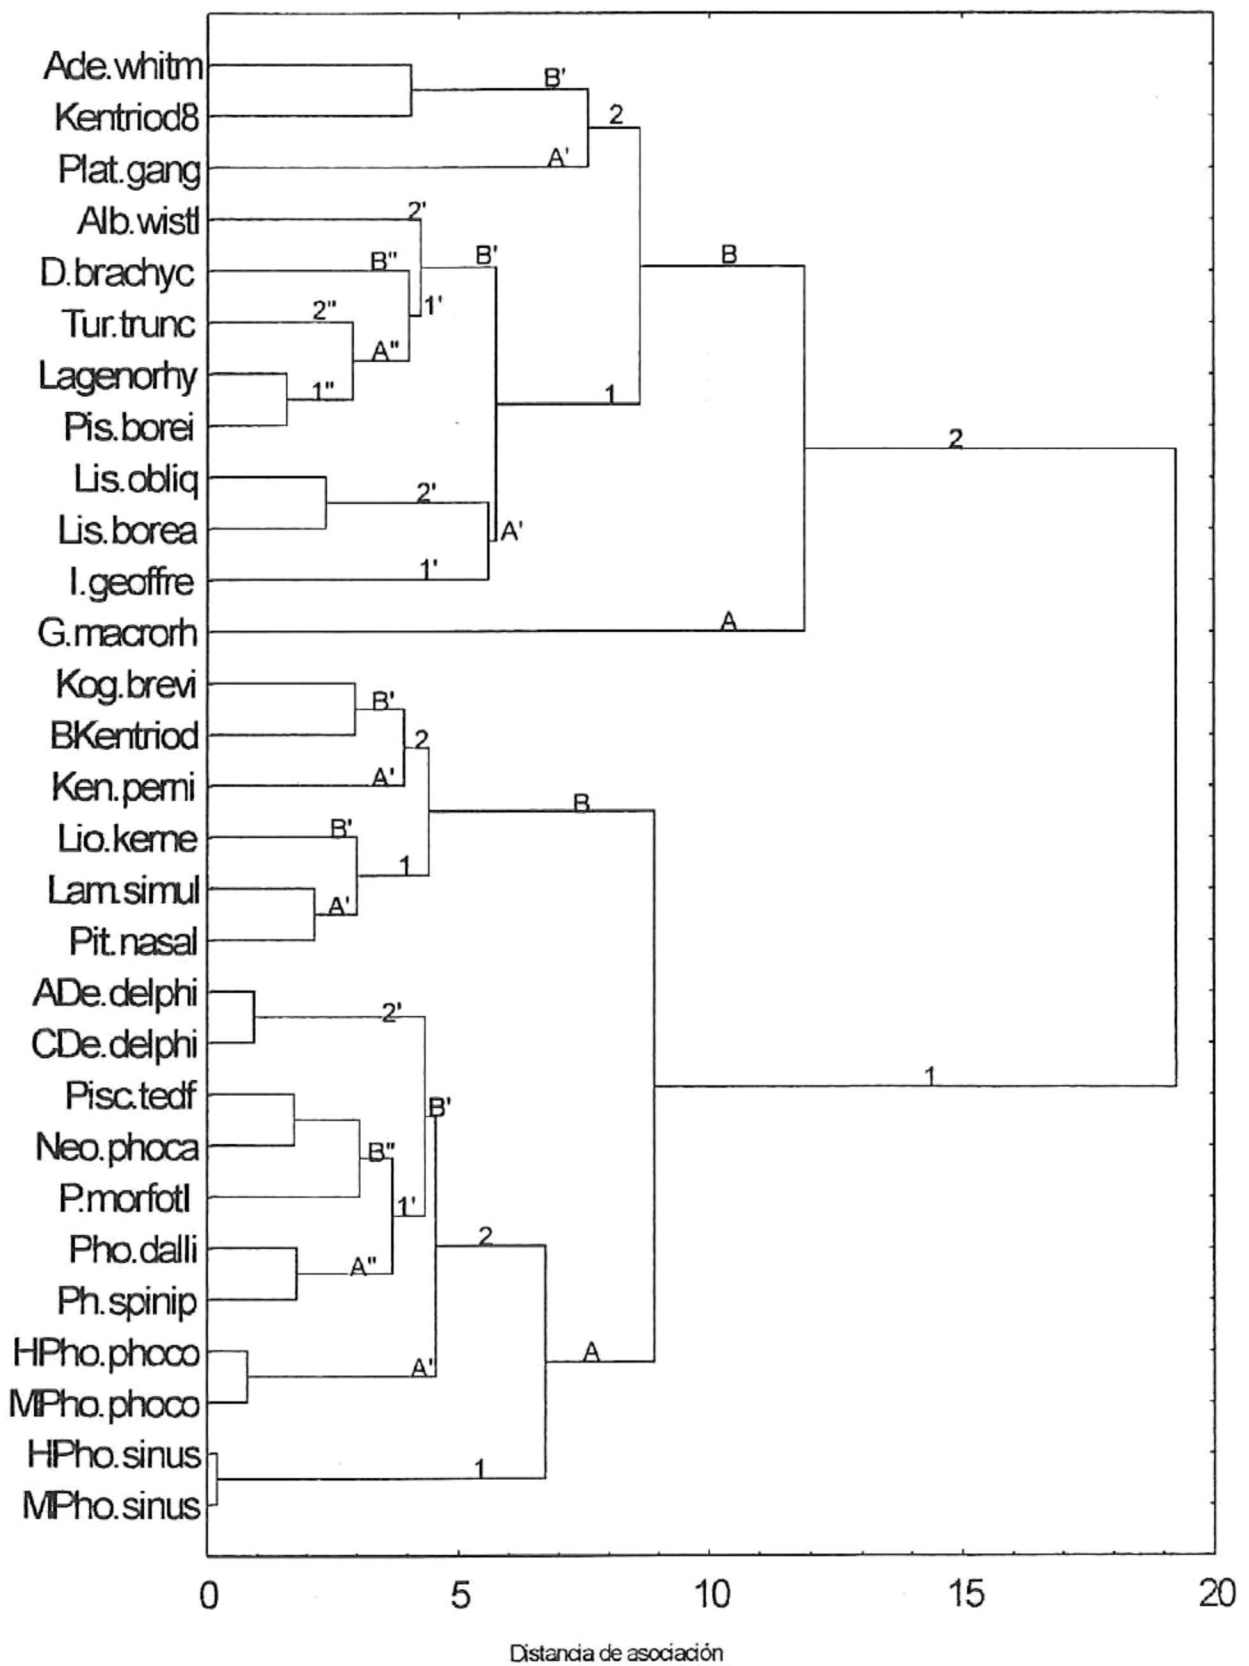 Ade.whitm
B'
Kentriod8
2
Plat.gang
A'
Alb.wistl
2'
D.brachyc
B"
B'
B
Tur.trunc
2"
1'
A"
Lagenorhy
1"
1
Pis.borei
2
Lis.obliq
2'
Lis.borea
A'
I.geoffre
1'
G.macrorh
A
Kog.brevi
B'
BKentriod
2
Ken.perni
A'
B
Lio.kerne
B'
1
Lam.simul
A'
Pit.nasal
ADe.delphi
2'
CDe.delphi
1
Pisc.tedf
B'
Neo.phoca
B"
P.morfotl
1'
Pho.dalli
2
A"
Ph.spinip
HPho.phoco
A'
A
MPho.phoco
HPho.sinus
1
MPho.sinus
0 5 10 15 20
Distancia de asociación